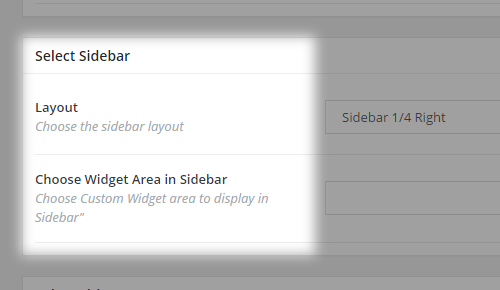 Select Sidebar
Layout
Choose the sidebar layout
Sidebar 1/4 Right
Choose Widget Area in Sidebar
Choose Custom Widget area to display in
Sidebar"